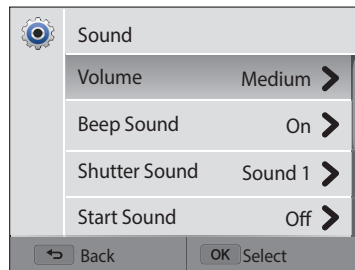 Sound
Volume Medium
Beep Sound On
Shutter Sound Sound 1
Start Sound Off
Back OK Select